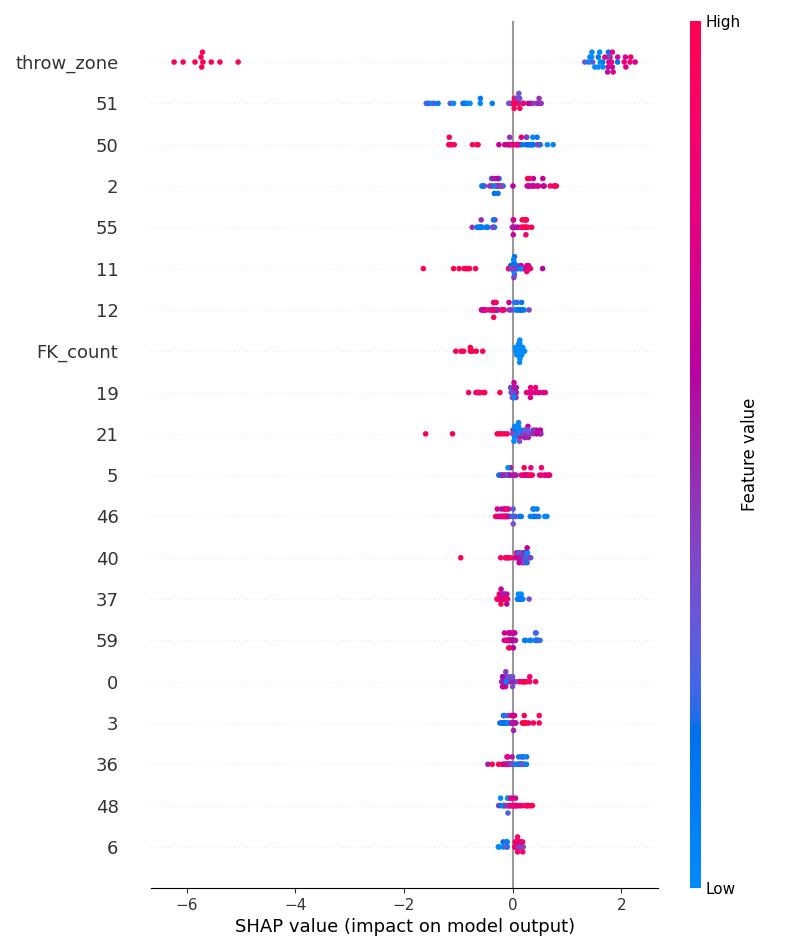 High
throw_zone
51
50
2
55
11
12
FK_count
19
21
5
46
40
37
59
0
3
36
48
6
Feature value
Low
−6 −4 −2 0 2
SHAP value (impact on model output)